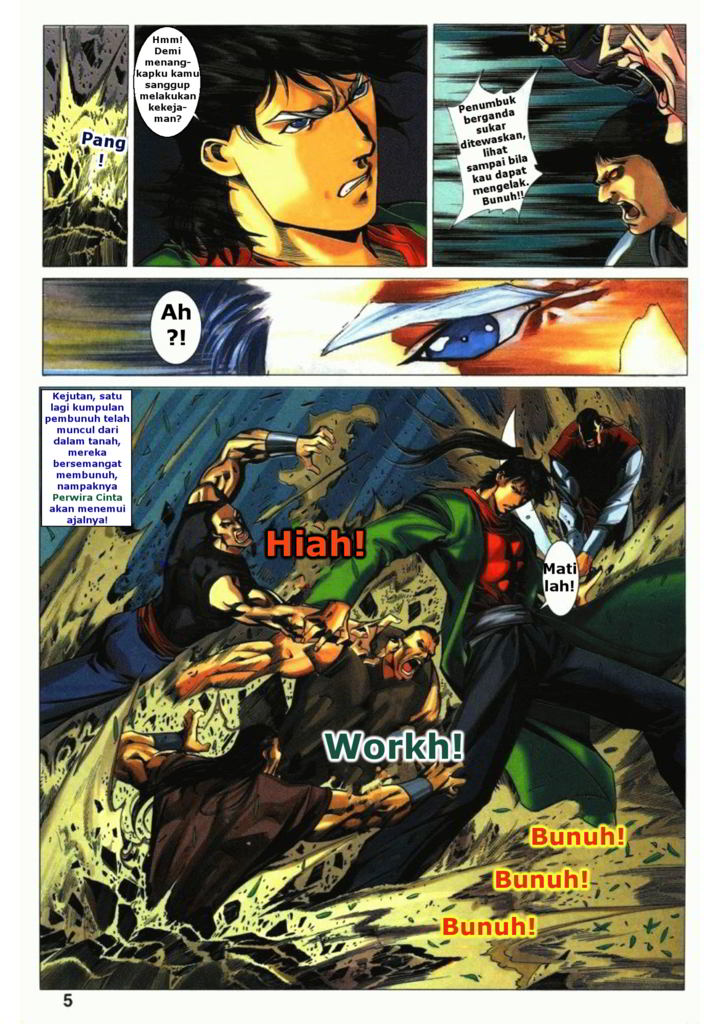 Pang
!
Hmm!
Demi
menang-
kapku kamu
sanggup
melakukan
kekeja-
man?
Penumbuk
berganda
sukar
ditewaskan,
lihat
sampai bila
kau dapat
mengelak.
Bunuh!!
Ah
?!
Kejutan, satu
lagi kumpulan
pembunuh telah
muncul dari
dalam tanah,
mereka
bersemangat
membunuh,
nampaknya
Perwira Cinta
akan menemui
ajalnya!
Hiah!
Mati
lah!
Workh!
Bunuh!
Bunuh!
Bunuh!
5